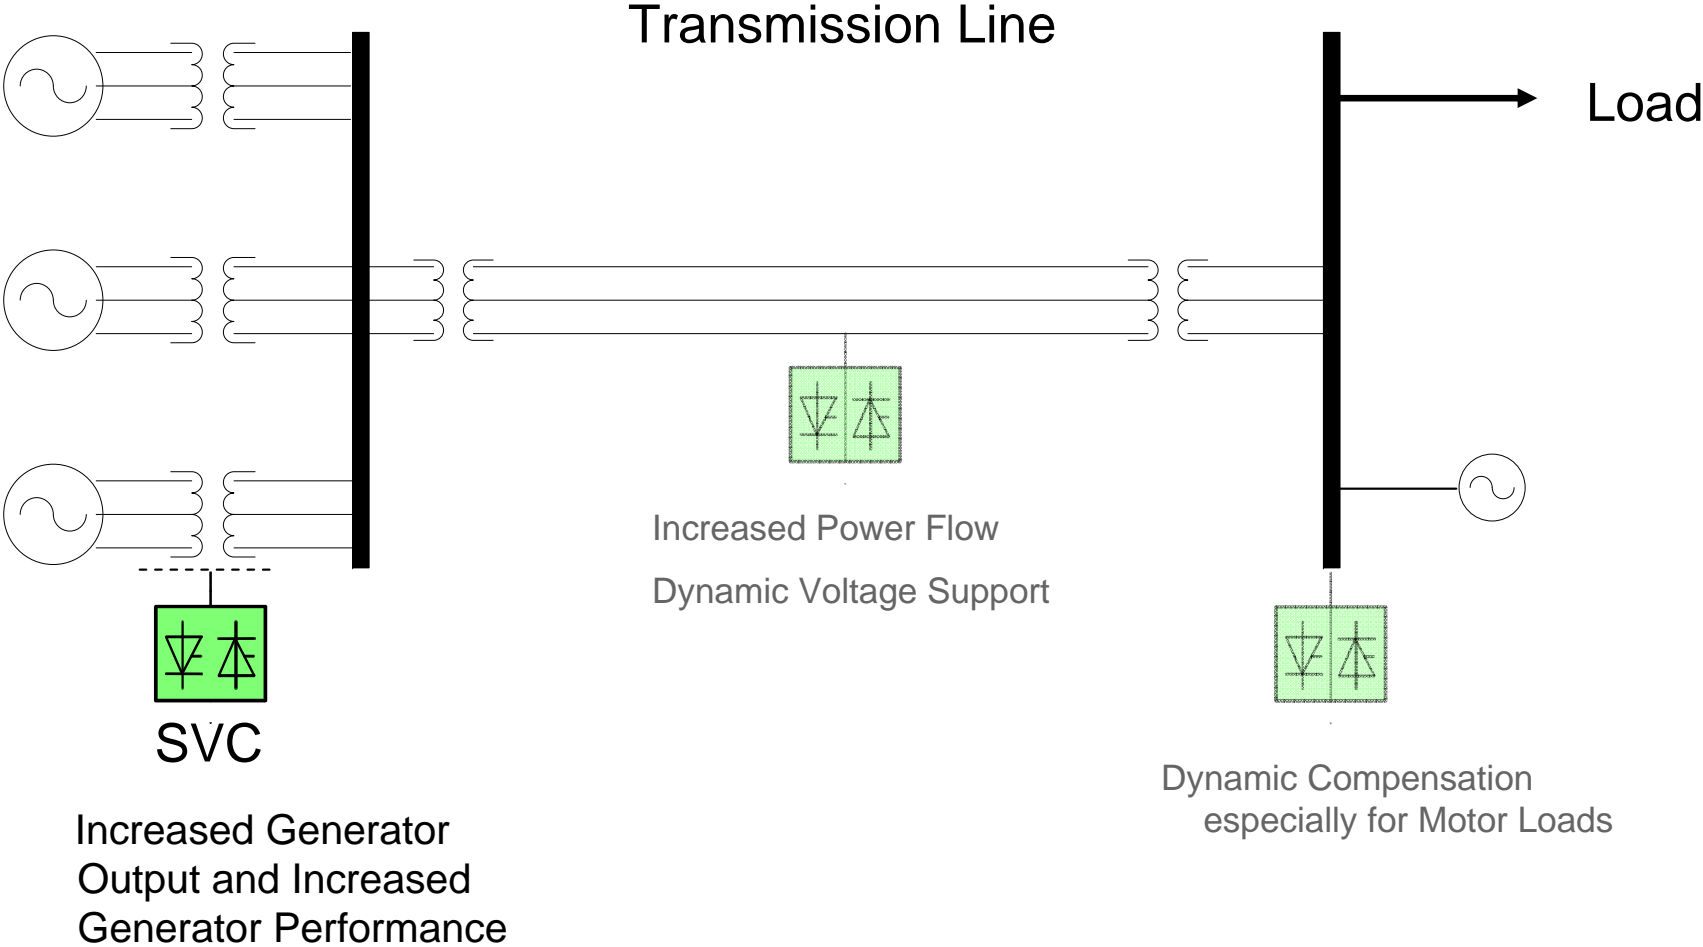 Transmission Line
Load
Increased Power Flow
Dynamic Voltage Support
SVC
Dynamic Compensation
especially for Motor Loads
Increased Generator
Output and Increased
Generator Performance